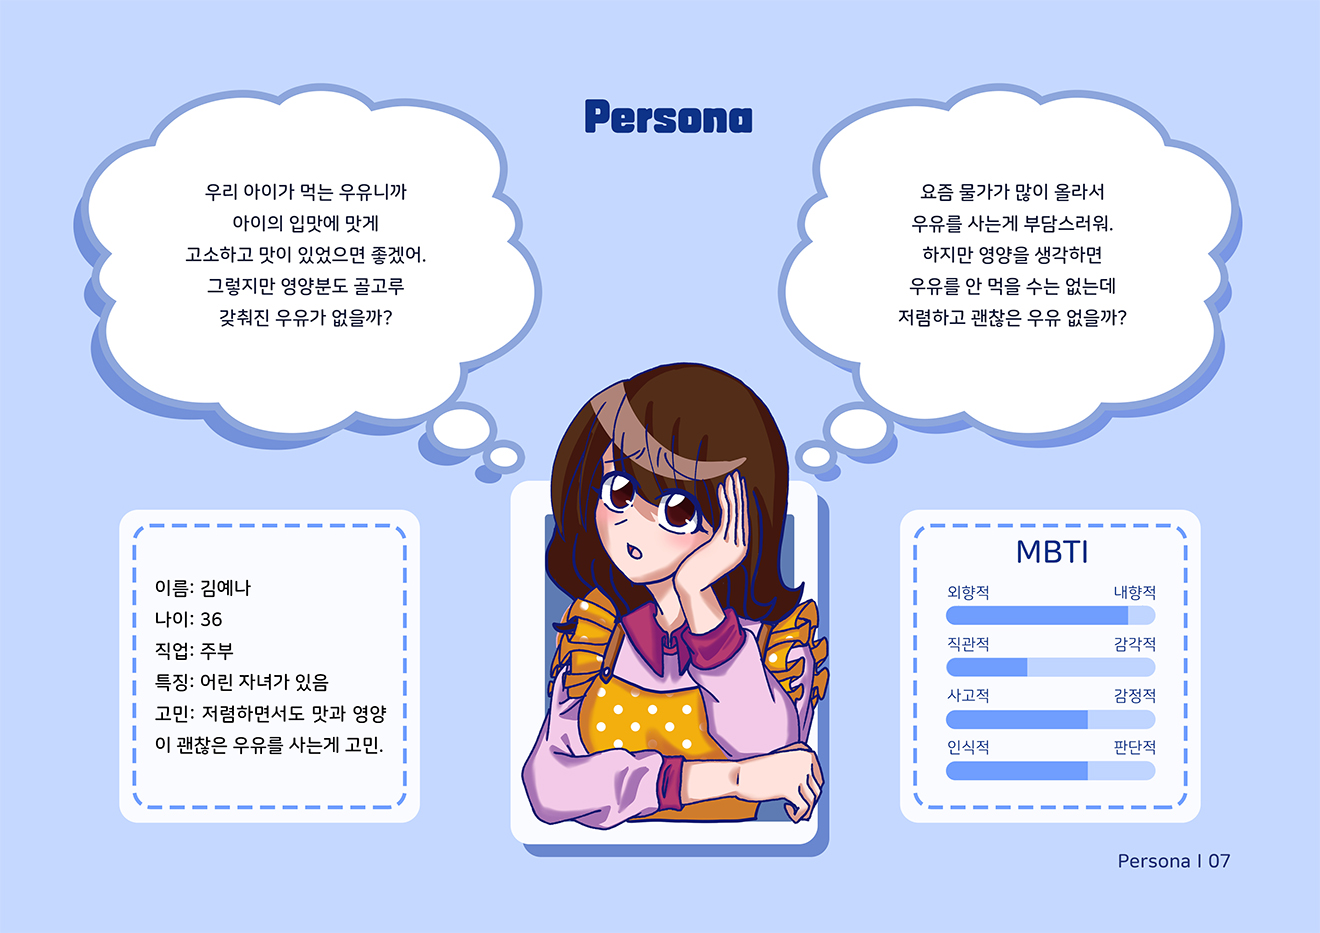 Persona
우리 아이가 먹는 우유니까
아이의 입맛에 맞게
고소하고 맛이 있었으면 좋겠어.
그렇지만 영양분도 골고루
갖춰진 우유가 없을까?
요즘 물가가 많이 올라서
우유를 사는게 부담스러워.
하지만 영양을 생각하면
우유를 안 먹을 수는 없는데
저렴하고 괜찮은 우유 없을까?
이름: 김예나
나이: 36
직업: 주부
특징: 어린 자녀가 있음
고민: 저렴하면서도 맛과 영양
이 괜찮은 우유를 사는게 고민.
MBTI
외향적 내향적
직관적 감각적
사고적 감정적
인식적 판단적
Persona I 07